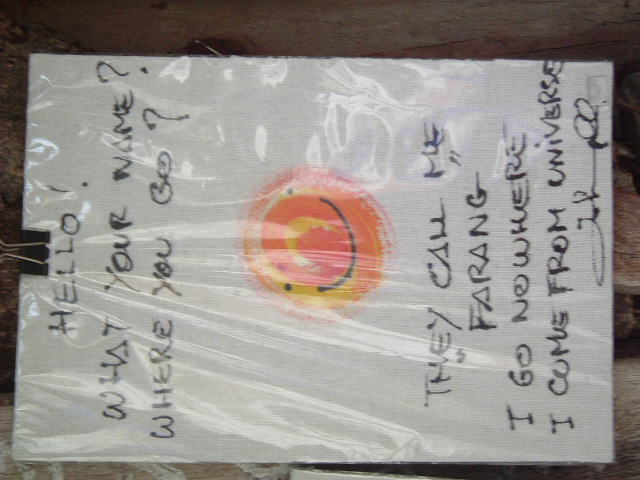 HELLO!
WHAT YOUR NAME?
WHERE YOU GO?
"THEY CALL ME"
FARANG
I GO NOWHERE
I COME FROM UNIVERSE